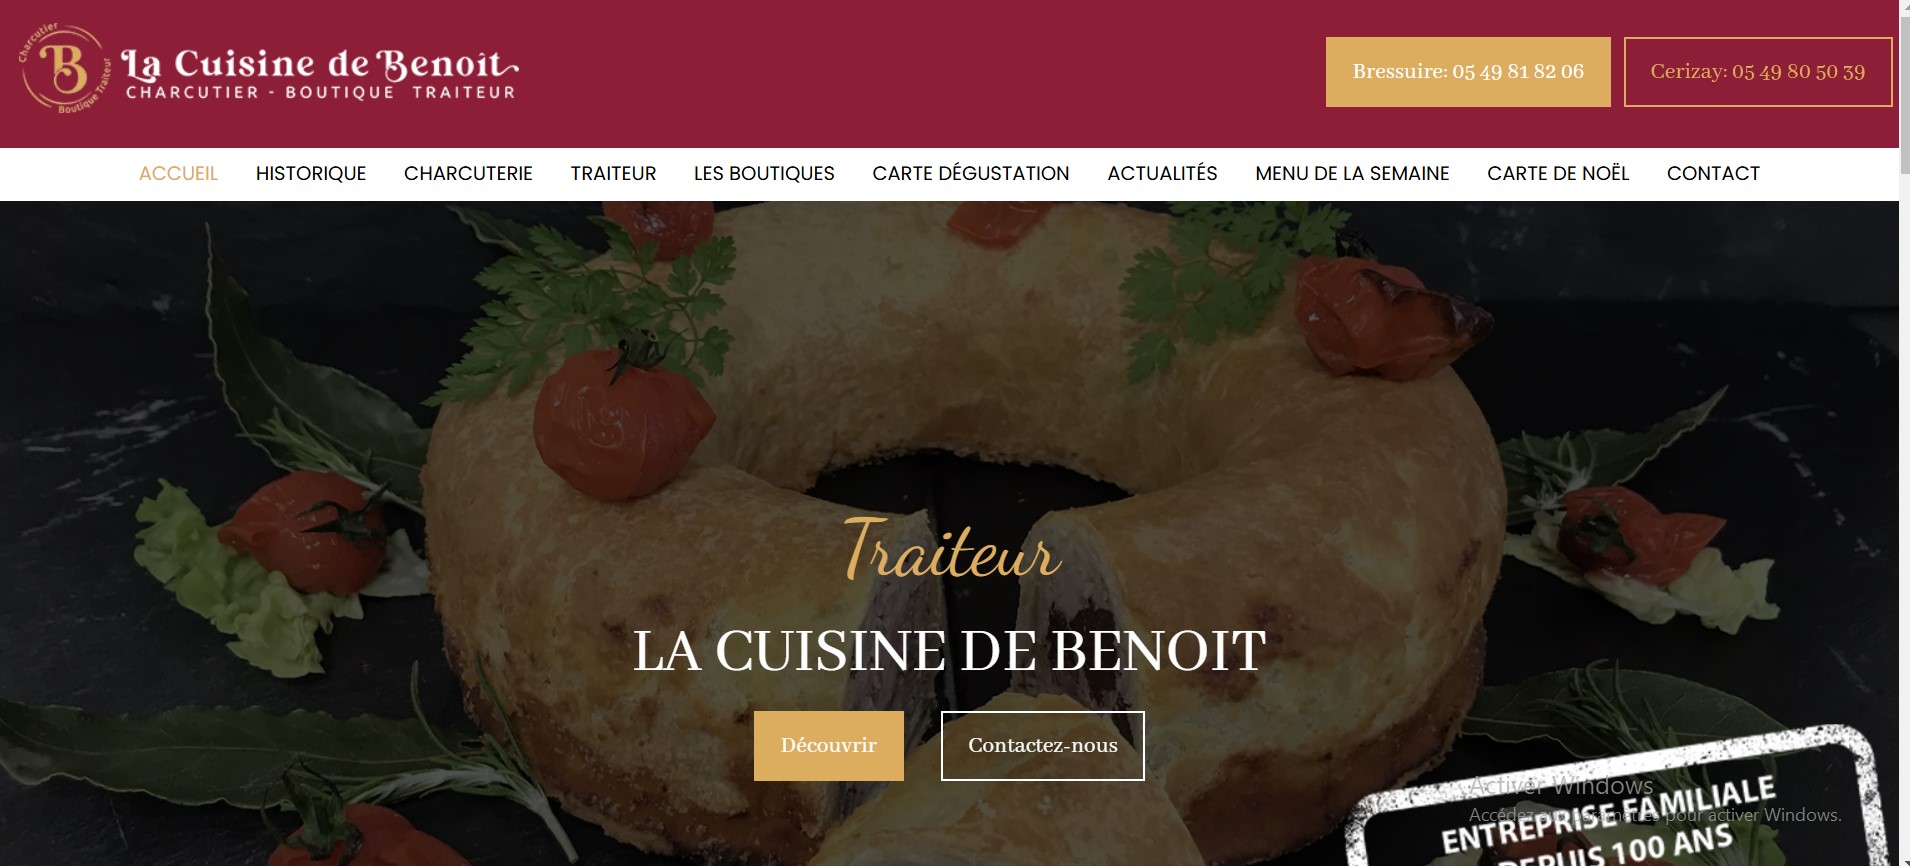 Charcutier
B
Boutique Traiteur
La Cuisine de Benoît
CHARCUTIER - BOUTIQUE TRAITEUR
Bressuire: 05 49 81 82 06
Cerizay: 05 49 80 50 39
ACCUEIL HISTORIQUE CHARCUTERIE TRAITEUR LES BOUTIQUES CARTE DÉGUSTATION ACTUALITÉS MENU DE LA SEMAINE CARTE DE NOËL CONTACT
Traiteur
LA CUISINE DE BENOIT
Découvrir
Contactez-nous
Activer Windows
Accédez aux paramètres pour activer Windows.
ENTREPRISE FAMILIALE
DEPUIS 100 ANS